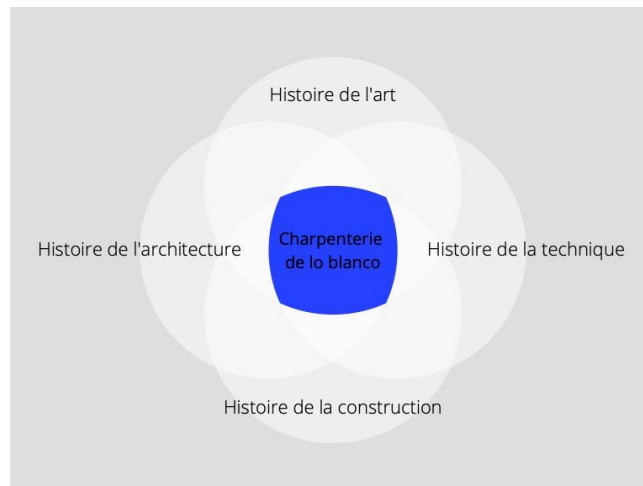 Histoire de l'art
Histoire de l'architecture
Charpenterie
de lo blanco
Histoire de la technique
Histoire de la construction